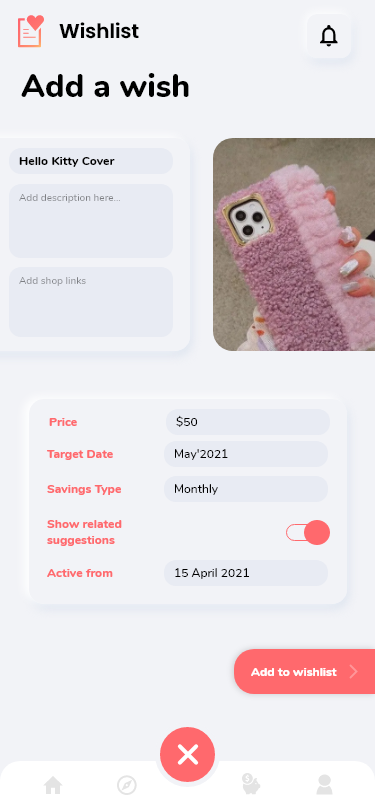 Wishlist
Add a wish
Hello Kitty Cover
Add description here...
Add shop links
Price
$50
Target Date
May'2021
Savings Type
Monthly
Show related
suggestions
Active from
15 April 2021
Add to wishlist
$